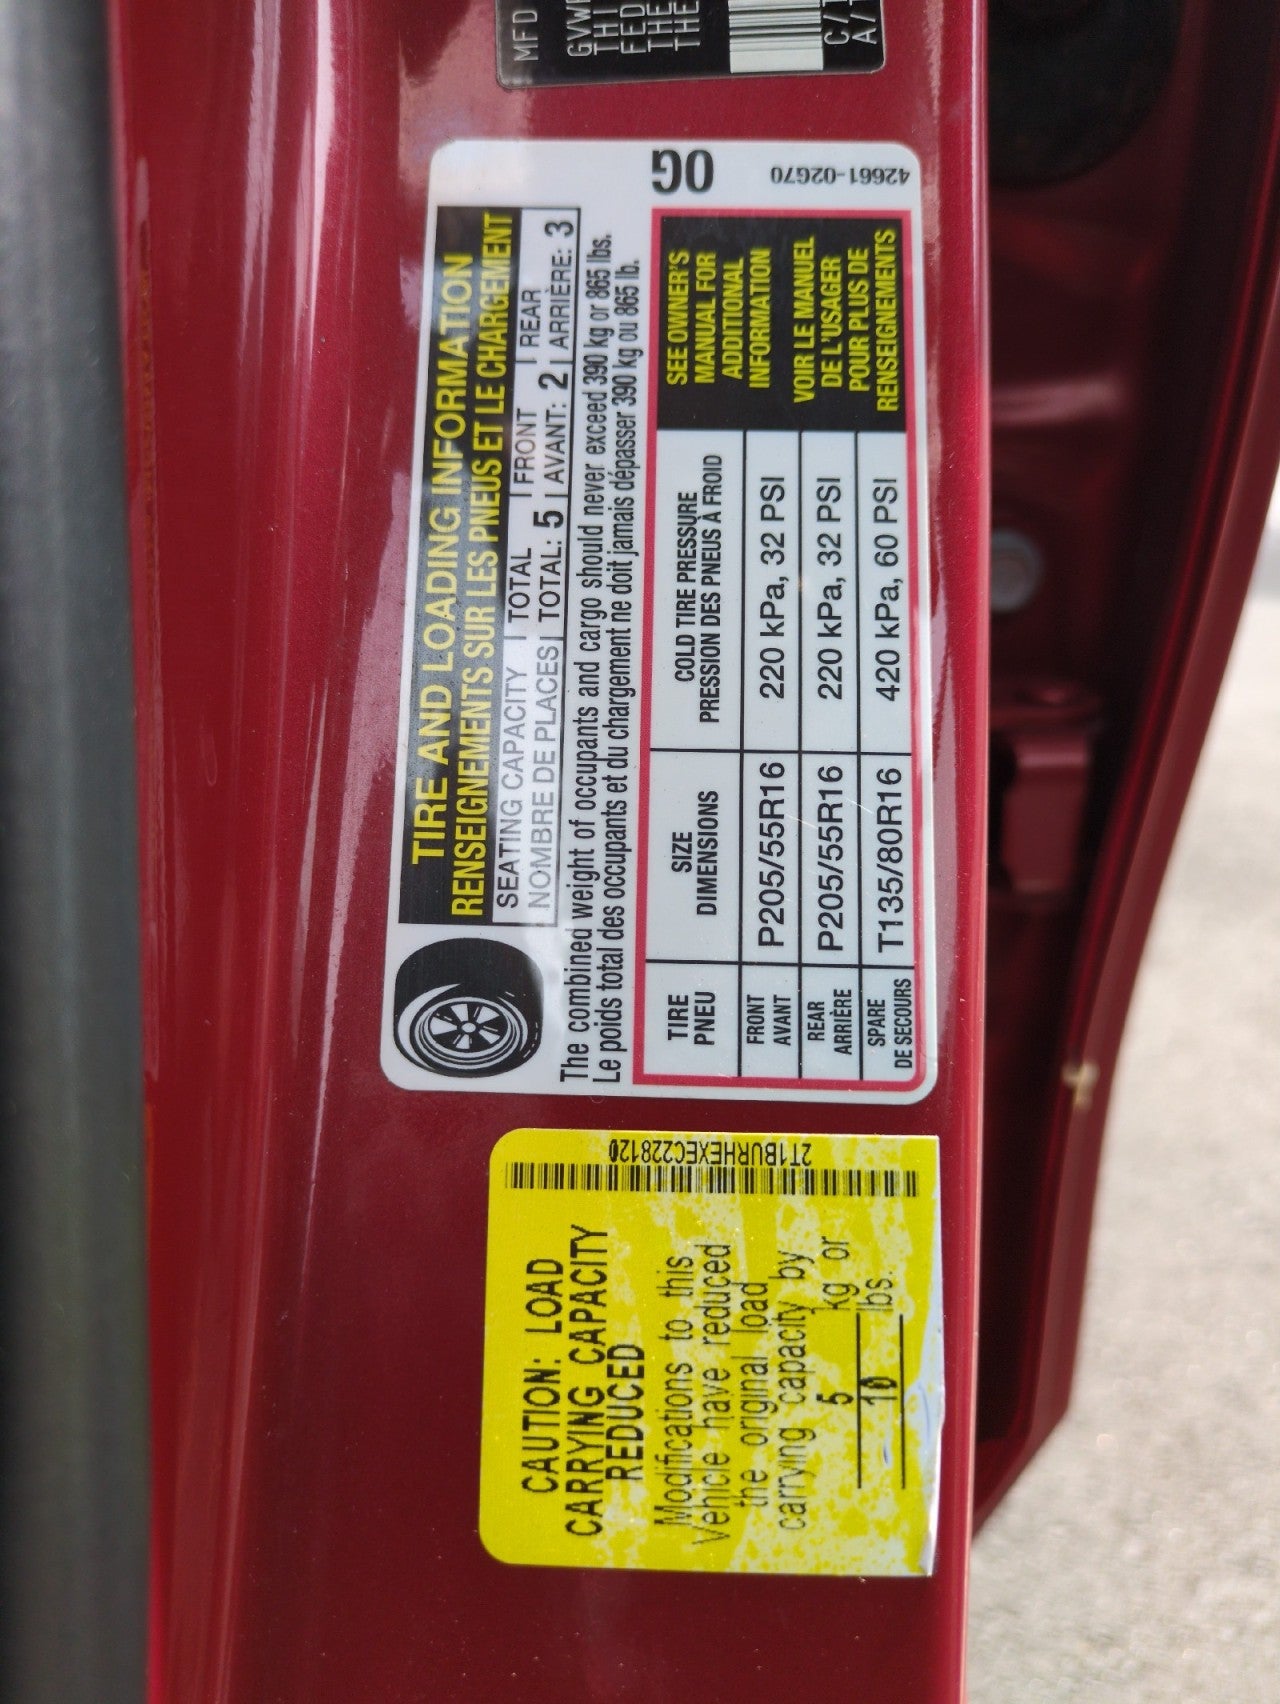 MFD
GVWR
THI
FED
THE
THE
C/T
A/T
TIRE AND LOADING INFORMATION
RENSEIGNEMENTS SUR LES PNEUS ET LE CHARGEMENT
OG
42661-02G70
SEATING CAPACITY | TOTAL | FRONT | REAR
NOMBRE DE PLACES | TOTAL: 5 | AVANT: 2 | ARRIÈRE: 3
The combined weight of occupants and cargo should never exceed 390 kg or 865 lbs.
Le poids total des occupants et du chargement ne doit jamais dépasser 390 kg ou 865 lb.
TIRE SIZE COLD TIRE PRESSURE
PNEU DIMENSIONS PRESSION DES PNEUS À FROID
FRONT
AVANT P205/55R16 220 kPa, 32 PSI
REAR
ARRIÈRE P205/55R16 220 kPa, 32 PSI
SPARE
DE SECOURS T135/80R16 420 kPa, 60 PSI
SEE OWNER'S
MANUAL FOR
ADDITIONAL
INFORMATION
VOIR LE MANUEL
DE L'USAGER
POUR PLUS DE
RENSEIGNEMENTS
2T1BURHEXEC228120
CAUTION: LOAD
CARRYING CAPACITY
REDUCED
Modifications to this
Vehicle have reduced
the original load
carrying capacity by
5 kg or
10 lbs.